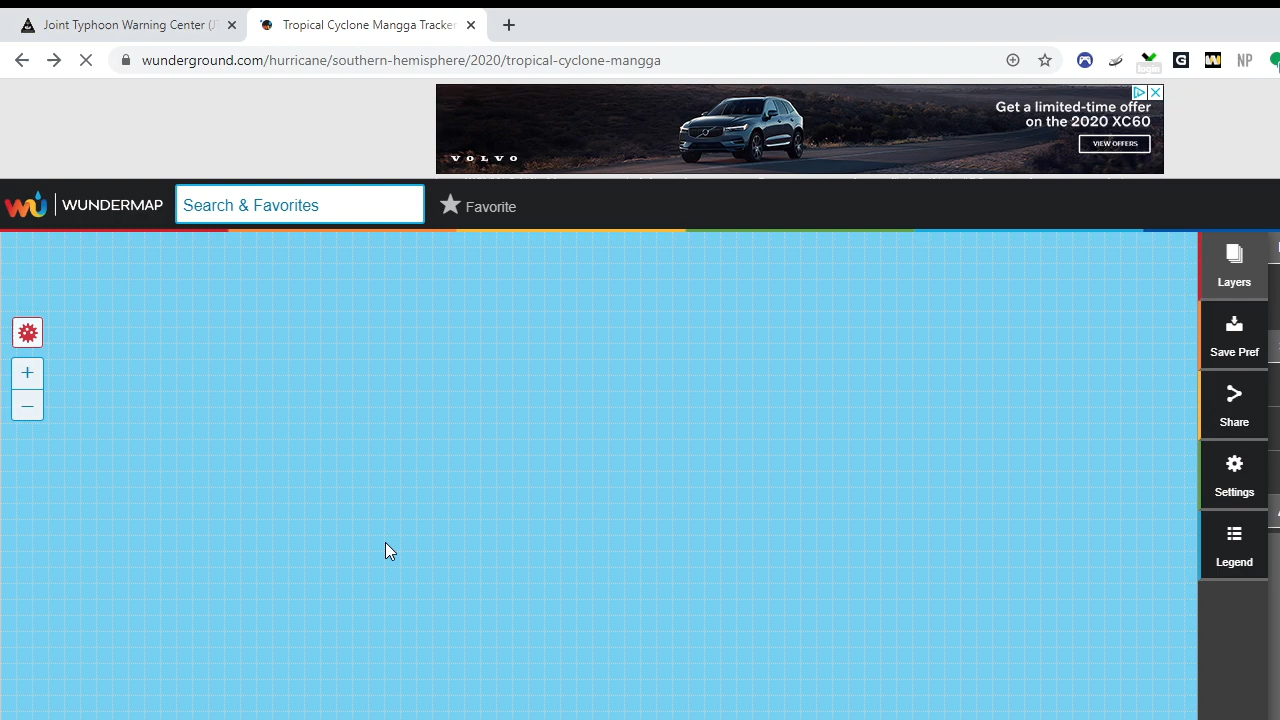 Joint Typhoon Warning Center (
Tropical Cyclone Mangga Tracker
wunderground.com/hurricane/southern-hemisphere/2020/tropical-cyclone-mangga
G
W
NP
Get a limited-time offer
on the 2020 XC60
VIEW OFFERS
VOLVO
WUNDERMAP
Search & Favorites
Favorite
Layers
Save Pref
Share
Settings
Legend